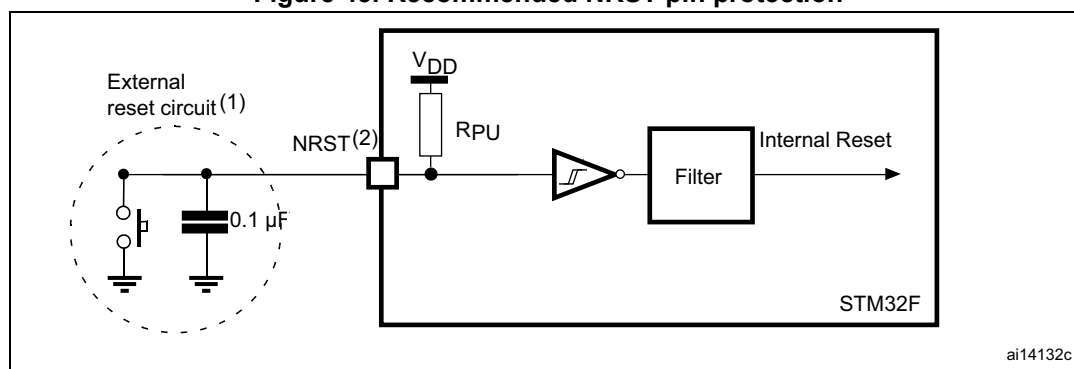 Figure Recommended NRST pin protection
External
reset circuit(1)
VDD
NRST(2)
RPU
Internal Reset
Filter
0.1 µF
STM32F
ai14132c